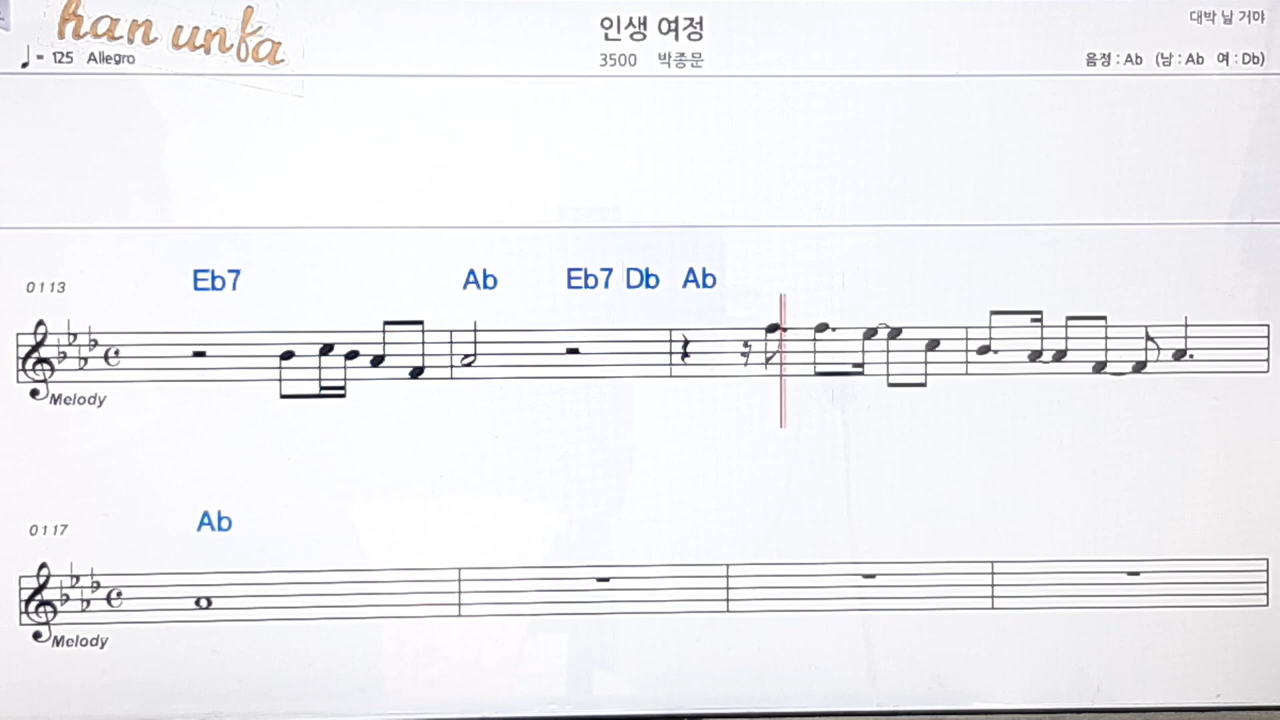 han unfa
인생 여정
대박 날 거야
♩ = 125 Allegro
3500 박종문
음정 : Ab (남 : Ab 여 : Db)
0113
Eb7 Ab Eb7 Db Ab
Melody
0117
Ab
Melody